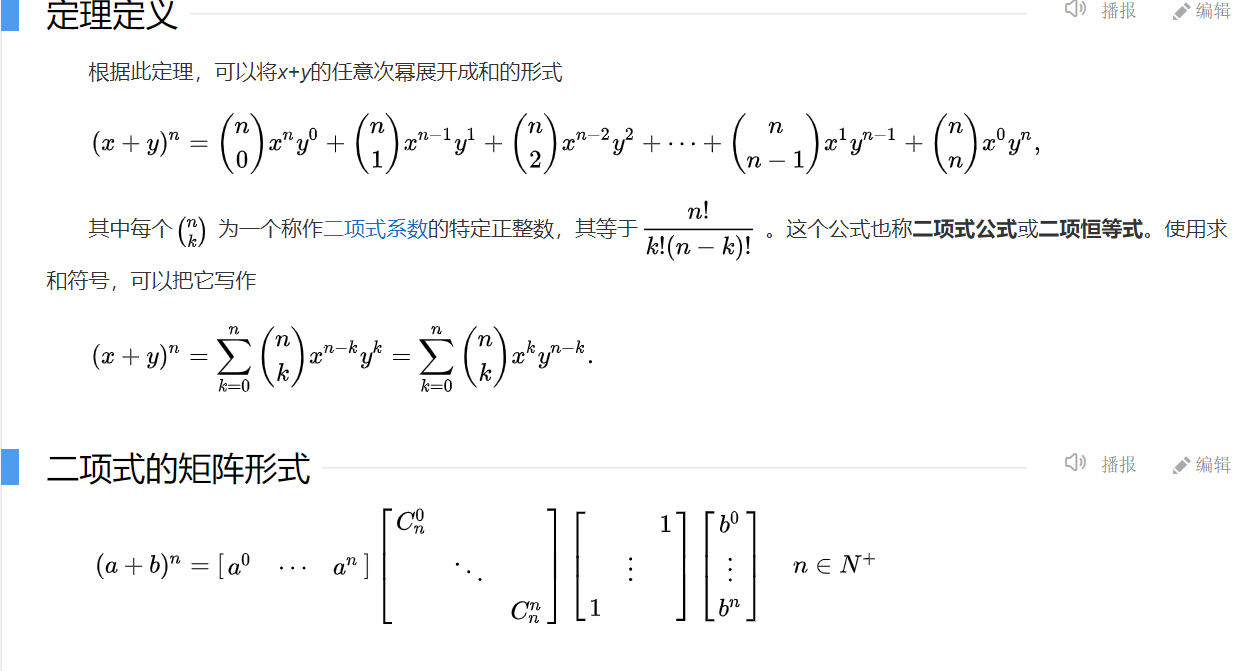 定理定义 播报 编辑
根据此定理，可以将x+y的任意次幂展开成和的形式
$(x+y)^n = \binom{n}{0}x^n y^0 + \binom{n}{1}x^{n-1}y^1 + \binom{n}{2}x^{n-2}y^2 + \cdots + \binom{n}{n-1}x^1 y^{n-1} + \binom{n}{n}x^0 y^n,$
其中每个 $\binom{n}{k}$ 为一个称作二项式系数的特定正整数，其等于 $\frac{n!}{k!(n-k)!}$ 。这个公式也称二项式公式或二项恒等式。使用求
和符号，可以把它写作
$(x+y)^n = \sum_{k=0}^{n} \binom{n}{k} x^{n-k} y^k = \sum_{k=0}^{n} \binom{n}{k} x^k y^{n-k}.$
二项式的矩阵形式 播报 编辑
$(a+b)^n = [\, a^0 \quad \cdots \quad a^n \,] \begin{bmatrix} C_n^0 & & \\ & \ddots & \\ & & C_n^n \end{bmatrix} \begin{bmatrix} & & 1 \\ & \vdots & \\ 1 & & \end{bmatrix} \begin{bmatrix} b^0 \\ \vdots \\ b^n \end{bmatrix} \quad n \in N^+$